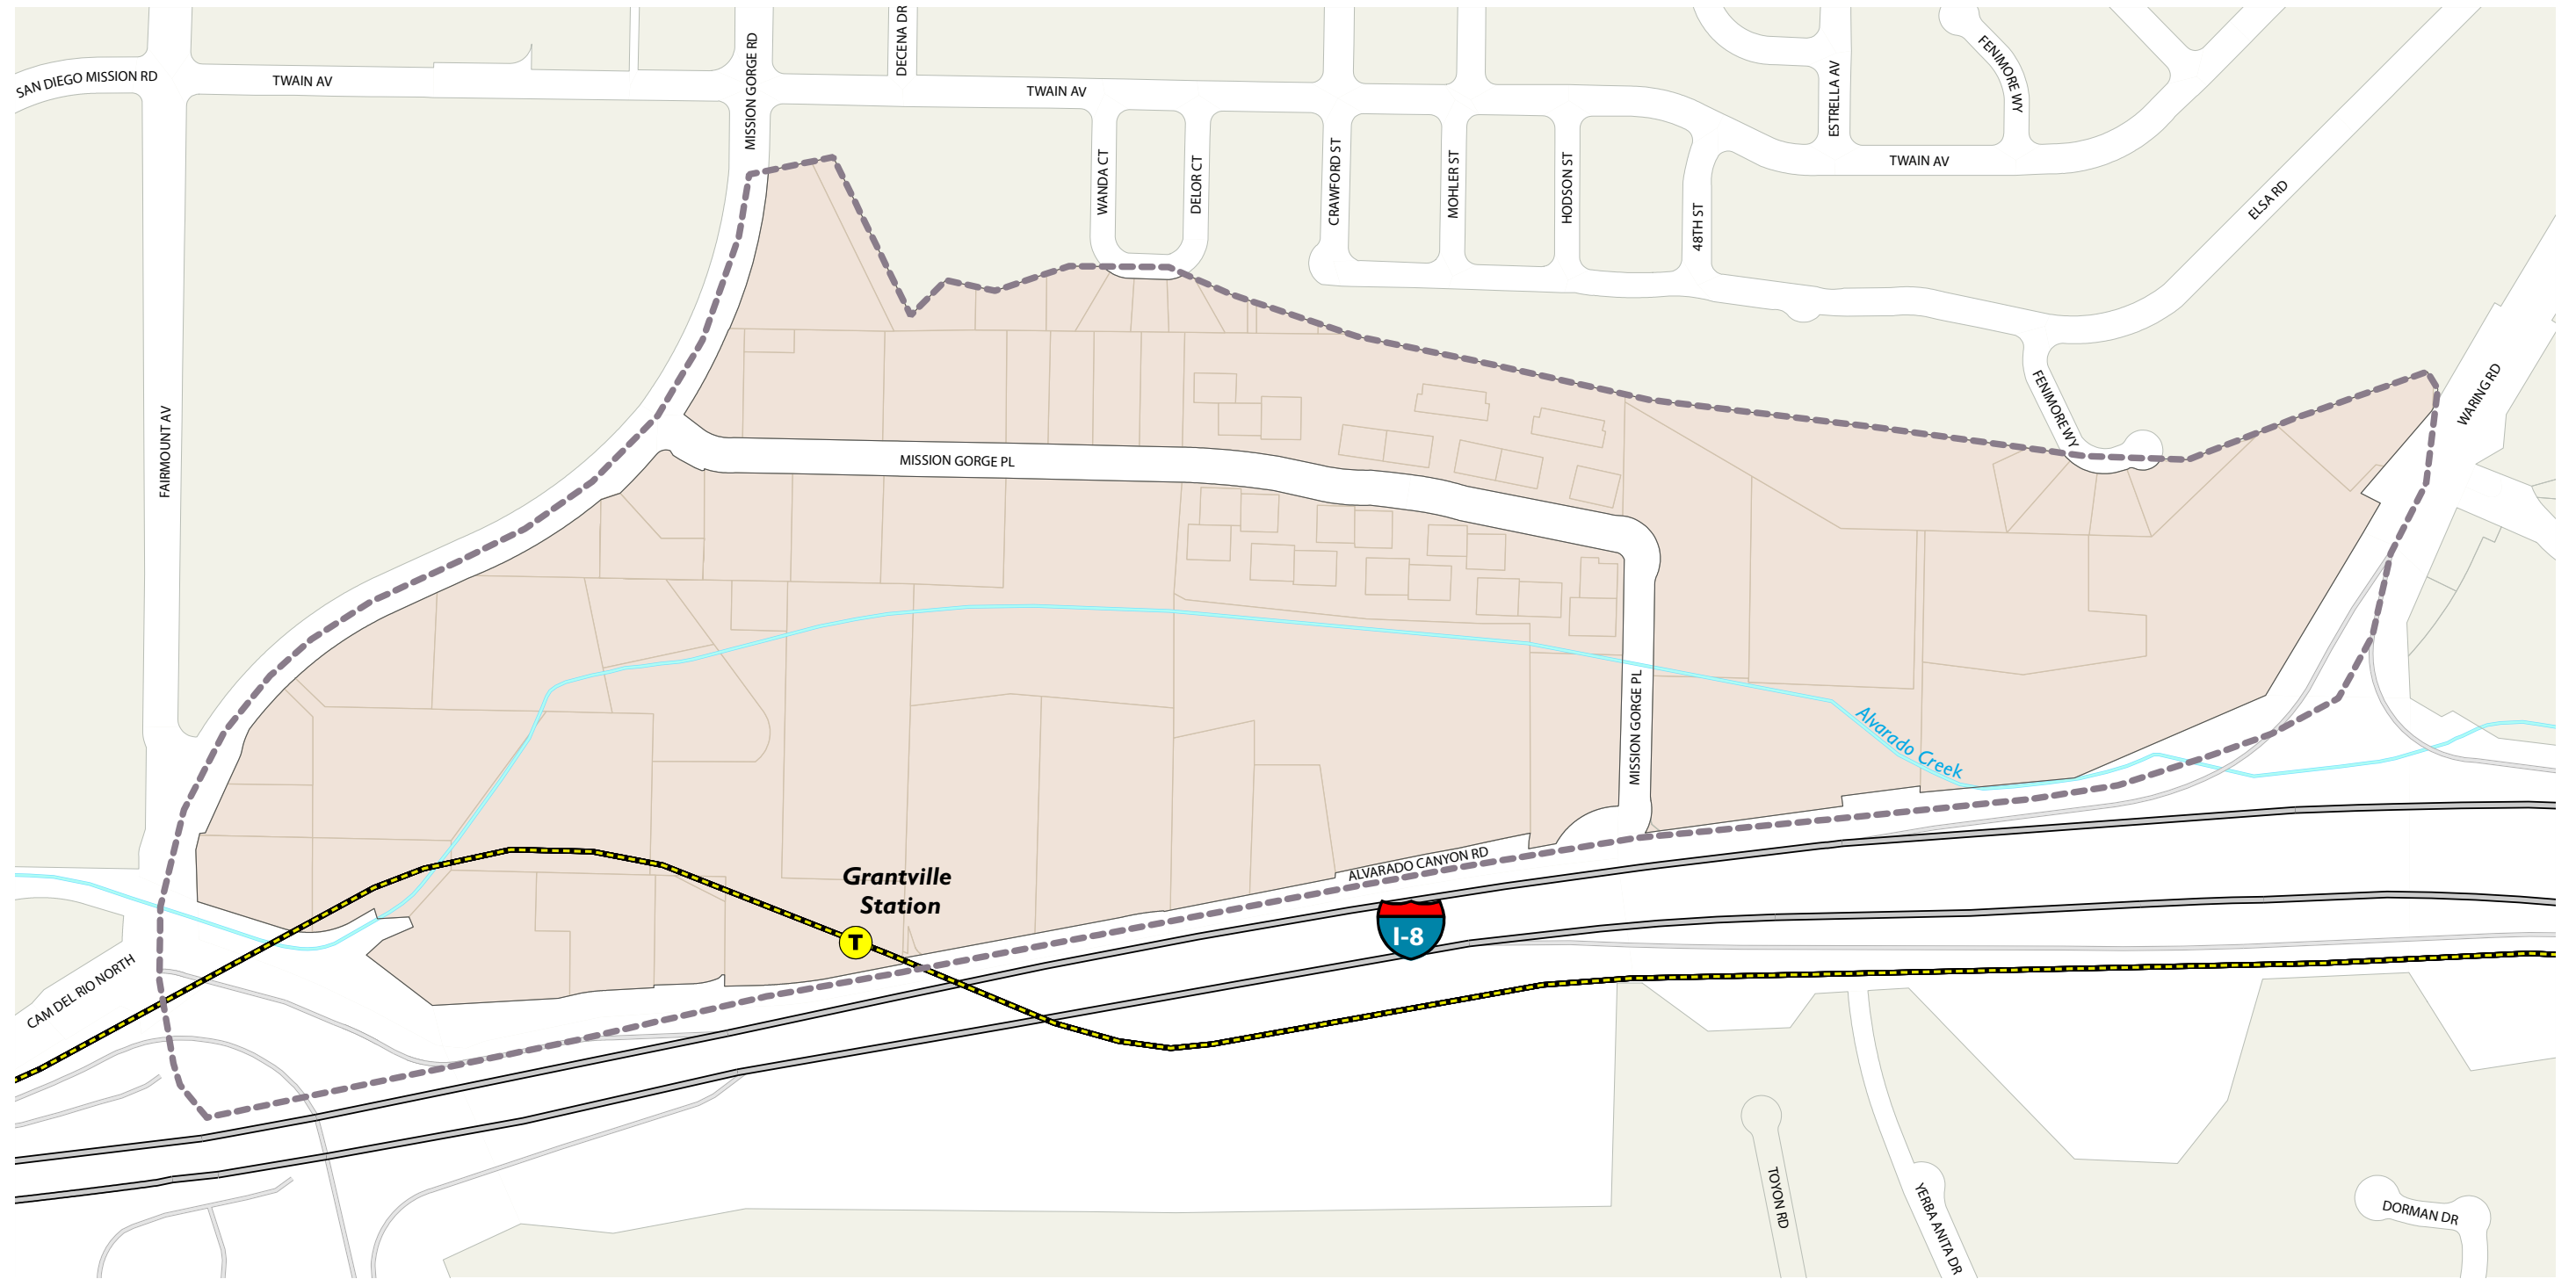 SAN DIEGO MISSION RD
TWAIN AV
MISSION GORGE RD
DECENA DR
TWAIN AV
ESTRELLA AV
FENIMORE WY
TWAIN AV
WANDA CT
DELOR CT
CRAWFORD ST
MOHLER ST
HODSON ST
48TH ST
ELSA RD
FAIRMOUNT AV
MISSION GORGE PL
FENIMORE WY
WARING RD
MISSION GORGE PL
Alvarado Creek
Grantville
Station
T
ALVARADO CANYON RD
I-8
CAM DEL RIO NORTH
TOYON RD
YERBA ANITA DR
DORMAN DR